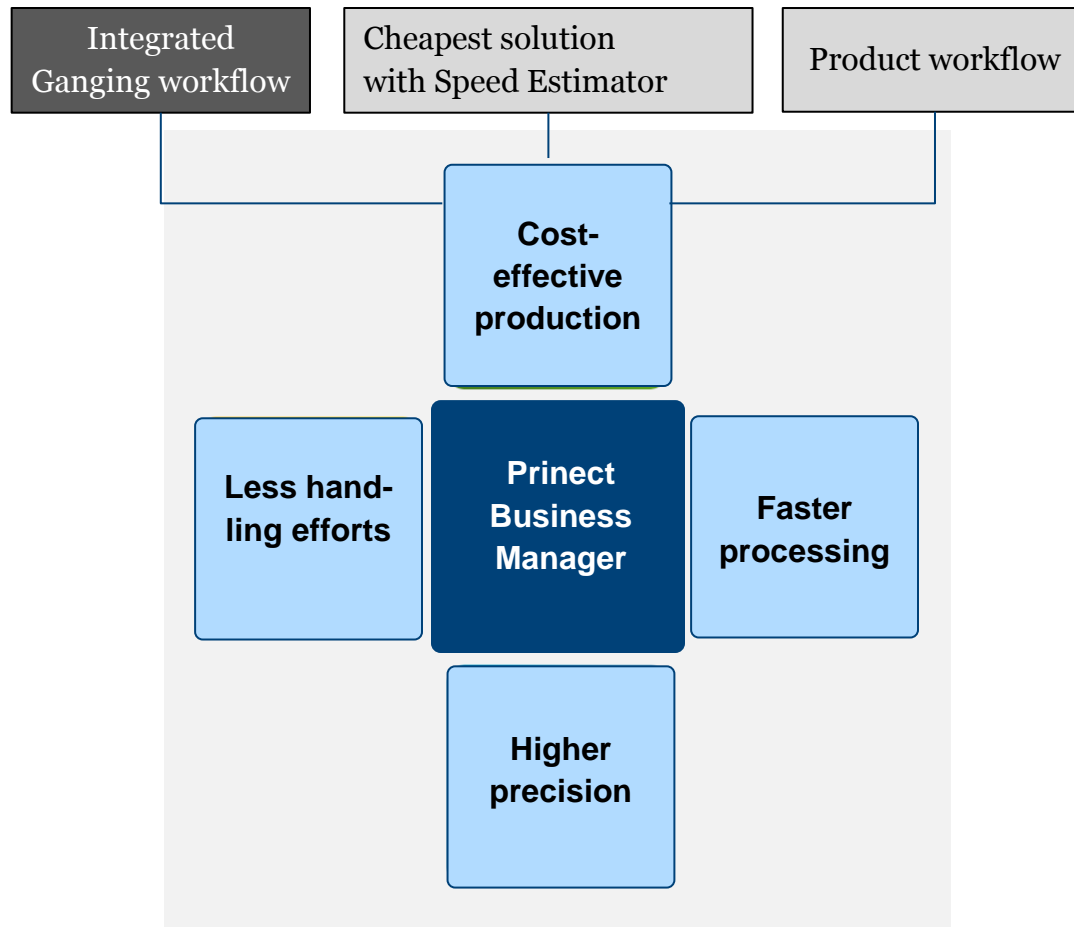 Integrated
Ganging workflow
Cheapest solution
with Speed Estimator
Product workflow
Cost-
effective
production
Less hand-
ling efforts
Prinect
Business
Manager
Faster
processing
Higher
precision